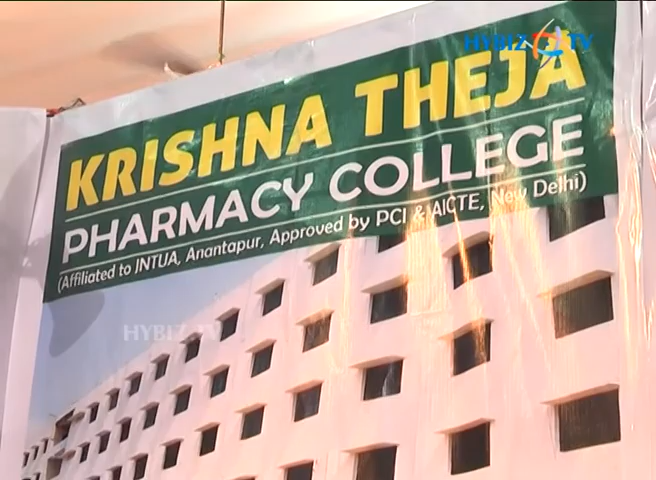 HYBIZ TV
KRISHNA THEJA
PHARMACY COLLEGE
(Affiliated to JNTUA, Anantapur, Approved by PCI & AICTE, New Delhi)
HYBIZ TV